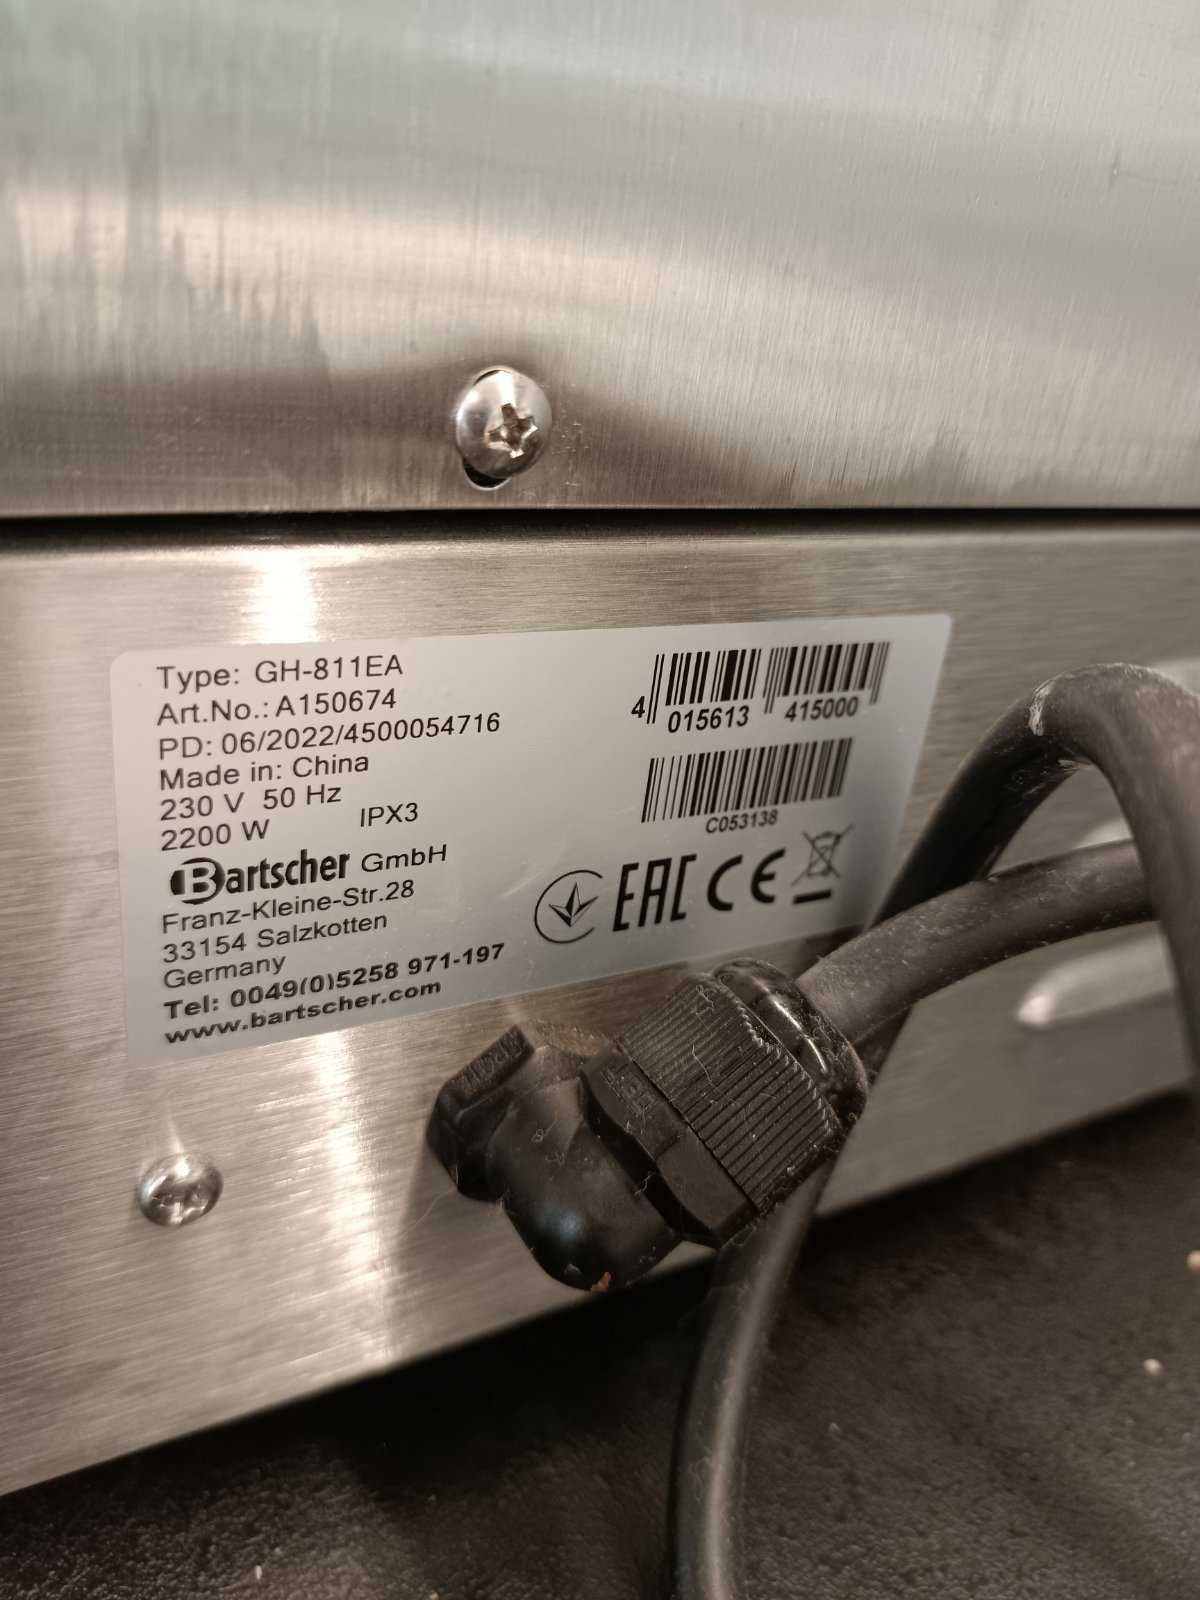 Type: GH-811EA
Art.No.: A150674
PD: 06/2022/4500054716
Made in: China
230 V 50 Hz
2200 W IPX3
Bartscher GmbH
Franz-Kleine-Str.28
33154 Salzkotten
Germany
Tel: 0049(0)5258 971-197
www.bartscher.com
4 015613 415000
C053138
EAC CE